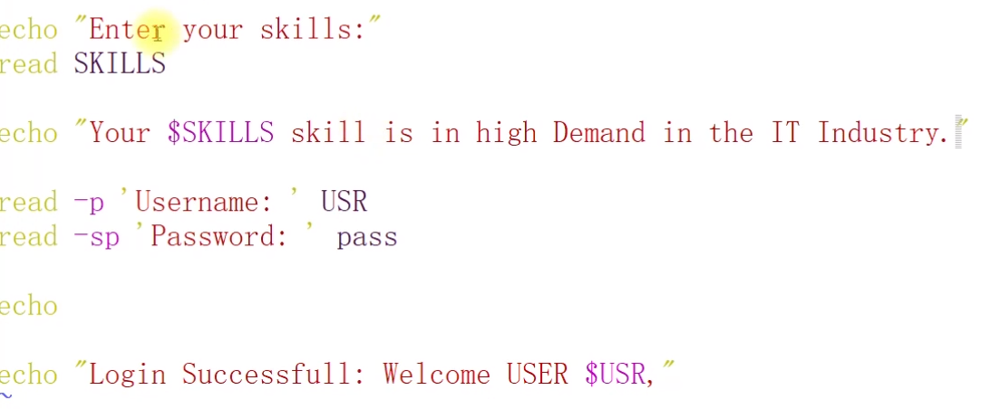 echo "Enter your skills:"
read SKILLS
echo "Your $SKILLS skill is in high Demand in the IT Industry."
read -p 'Username: ' USR
read -sp 'Password: ' pass
echo
echo "Login Successfull: Welcome USER $USR,"
~